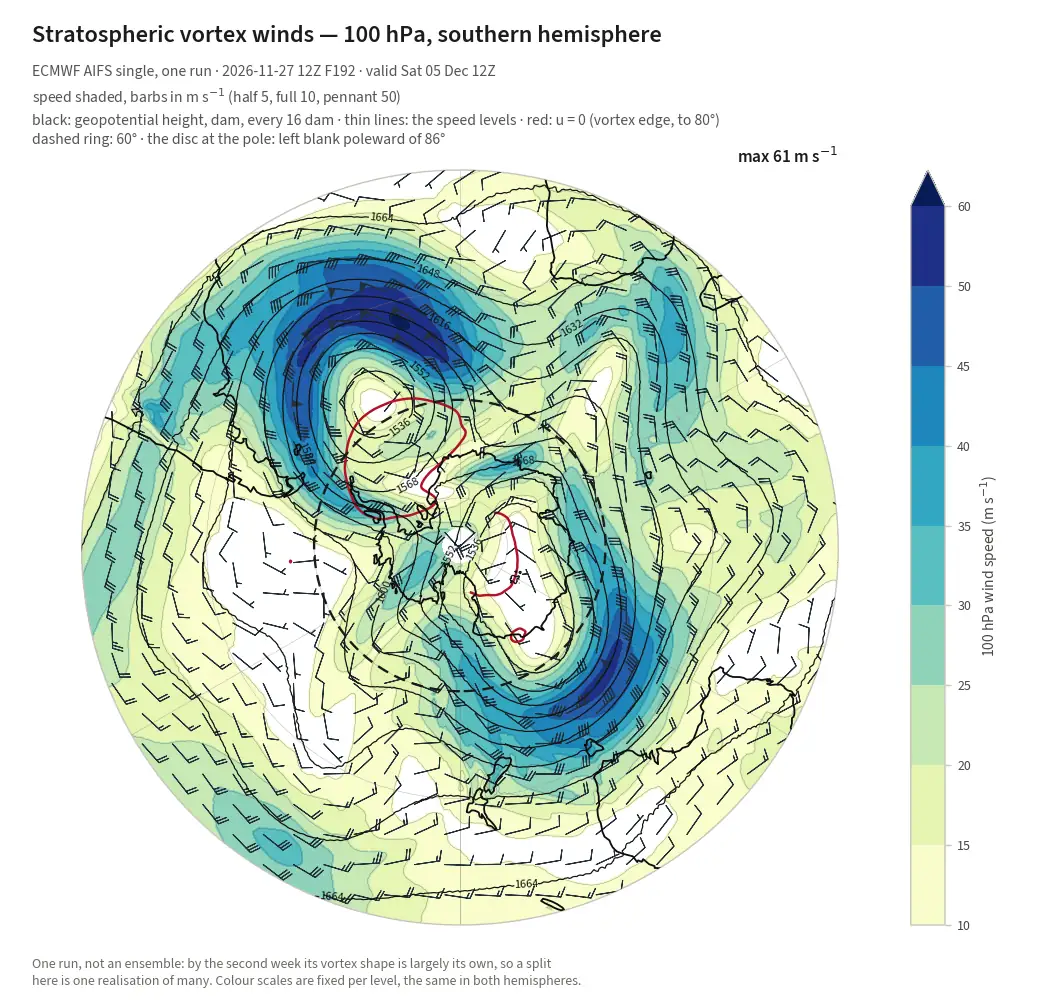 Stratospheric vortex winds — 100 hPa, southern hemisphere
ECMWF AIFS single, one run · 2026-11-27 12Z F192 · valid Sat 05 Dec 12Z
speed shaded, barbs in m s⁻¹ (half 5, full 10, pennant 50)
black: geopotential height, dam, every 16 dam · thin lines: the speed levels · red: u = 0 (vortex edge, to 80°)
dashed ring: 60° · the disc at the pole: left blank poleward of 86°
max 61 m s⁻¹
1664
1648
1616
1632
1552
1536
1568
1552
1536
1600
1664
1664
60
50
45
40
35
30
25
20
15
10
100 hPa wind speed (m s⁻¹)
One run, not an ensemble: by the second week its vortex shape is largely its own, so a split
here is one realisation of many. Colour scales are fixed per level, the same in both hemispheres.